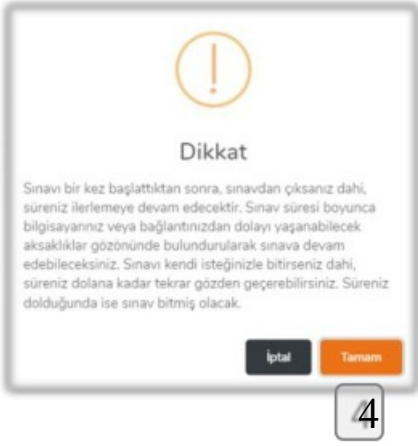 Dikkat
Sınavı bir kez başlattıktan sonra, sınavdan çıksanız dahi,
süreniz ilerlemeye devam edecektir. Sınav süresi boyunca
bilgisayarınız veya bağlantınızdan dolayı yaşanabilecek
aksaklıklar gözönünde bulundurularak sınava devam
edebileceksiniz. Sınavı kendi isteğinizle bitirseniz dahi,
süreniz dolana kadar tekrar gözden geçerebilirsiniz. Süreniz
dolduğunda ise sınav bitmiş olacak.
İptal Tamam
4